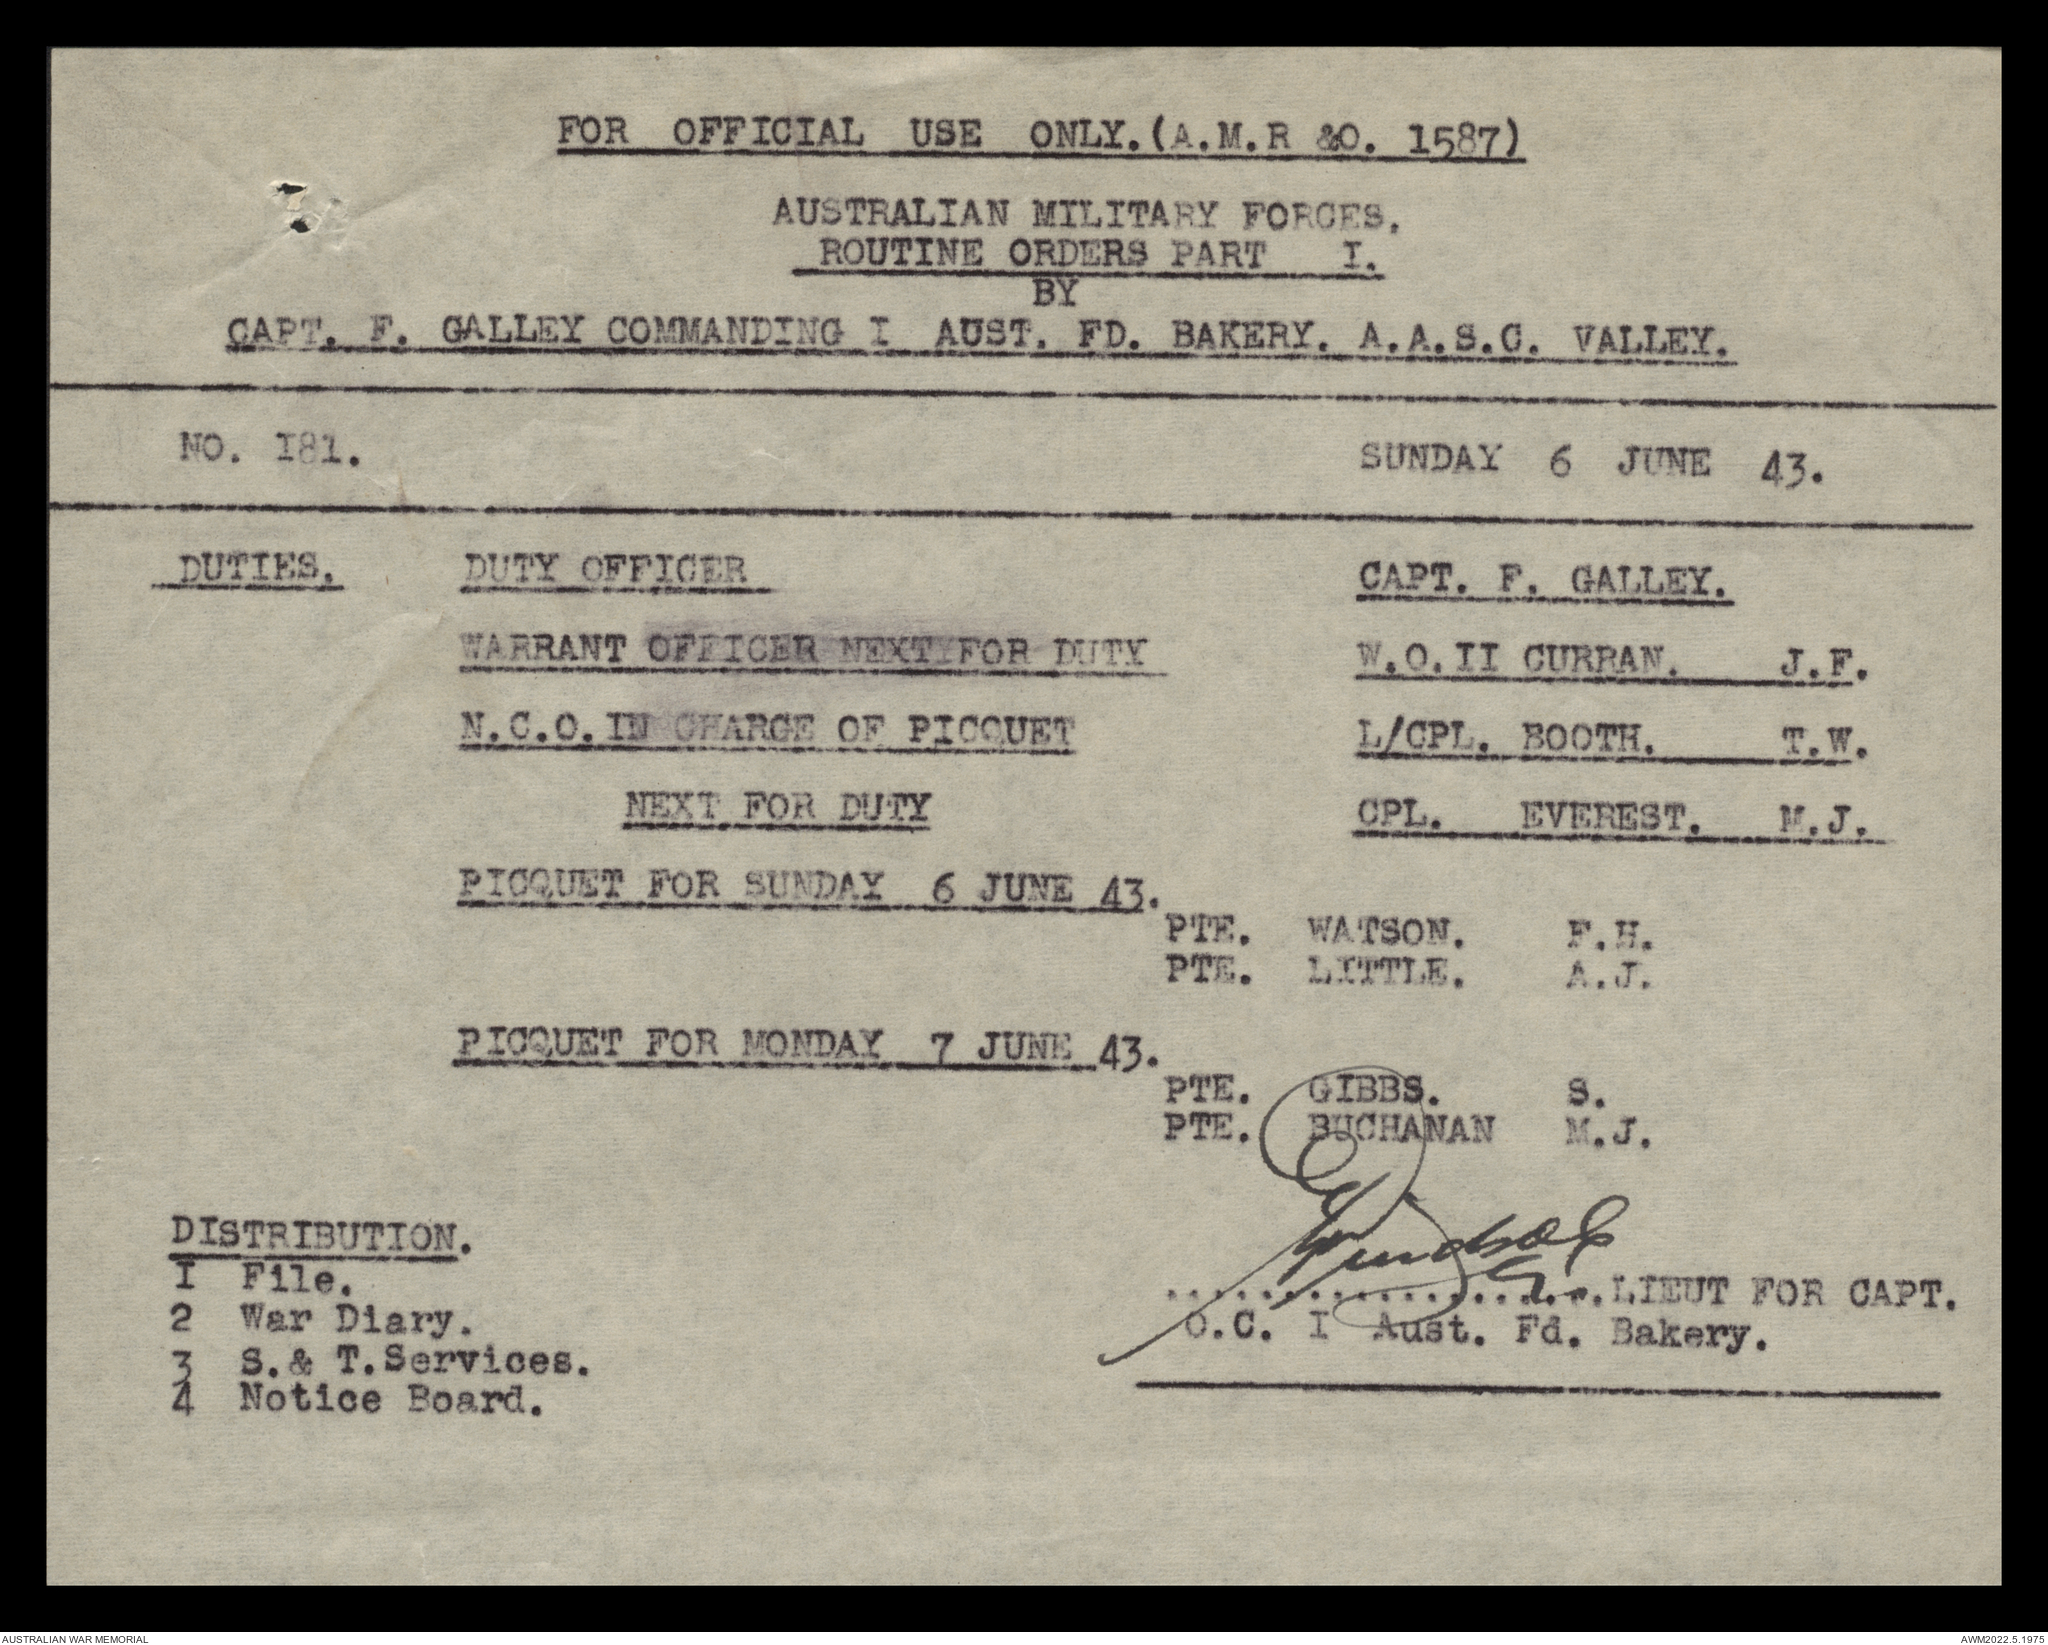 FOR OFFICIAL USE ONLY.(A.M.R &O. 1587)
AUSTRALIAN MILITARY FORCES.
ROUTINE ORDERS PART I.
BY
CAPT. F. GALLEY COMMANDING I AUST. FD. BAKERY. A.A.S.C. VALLEY.
NO. I81. SUNDAY 6 JUNE 43.
DUTIES. DUTY OFFICER CAPT. F. GALLEY.
WARRANT OFFICER NEXT FOR DUTY W.O.II CURRAN. J.F.
N.C.O. IN CHARGE OF PICQUET L/CPL. BOOTH. T.W.
NEXT FOR DUTY CPL. EVEREST. M.J.
PICQUET FOR SUNDAY 6 JUNE 43.
PTE. WATSON. F.H.
PTE. LITTLE. A.J.
PICQUET FOR MONDAY 7 JUNE 43.
PTE. GIBBS. S.
PTE. BUCHANAN M.J.
DISTRIBUTION.
I File.
2 War Diary.
3 S.& T.Services.
4 Notice Board.
....................LIEUT FOR CAPT.
O.C. I Aust. Fd. Bakery.
AUSTRALIAN WAR MEMORIAL AWM2022.5.1975